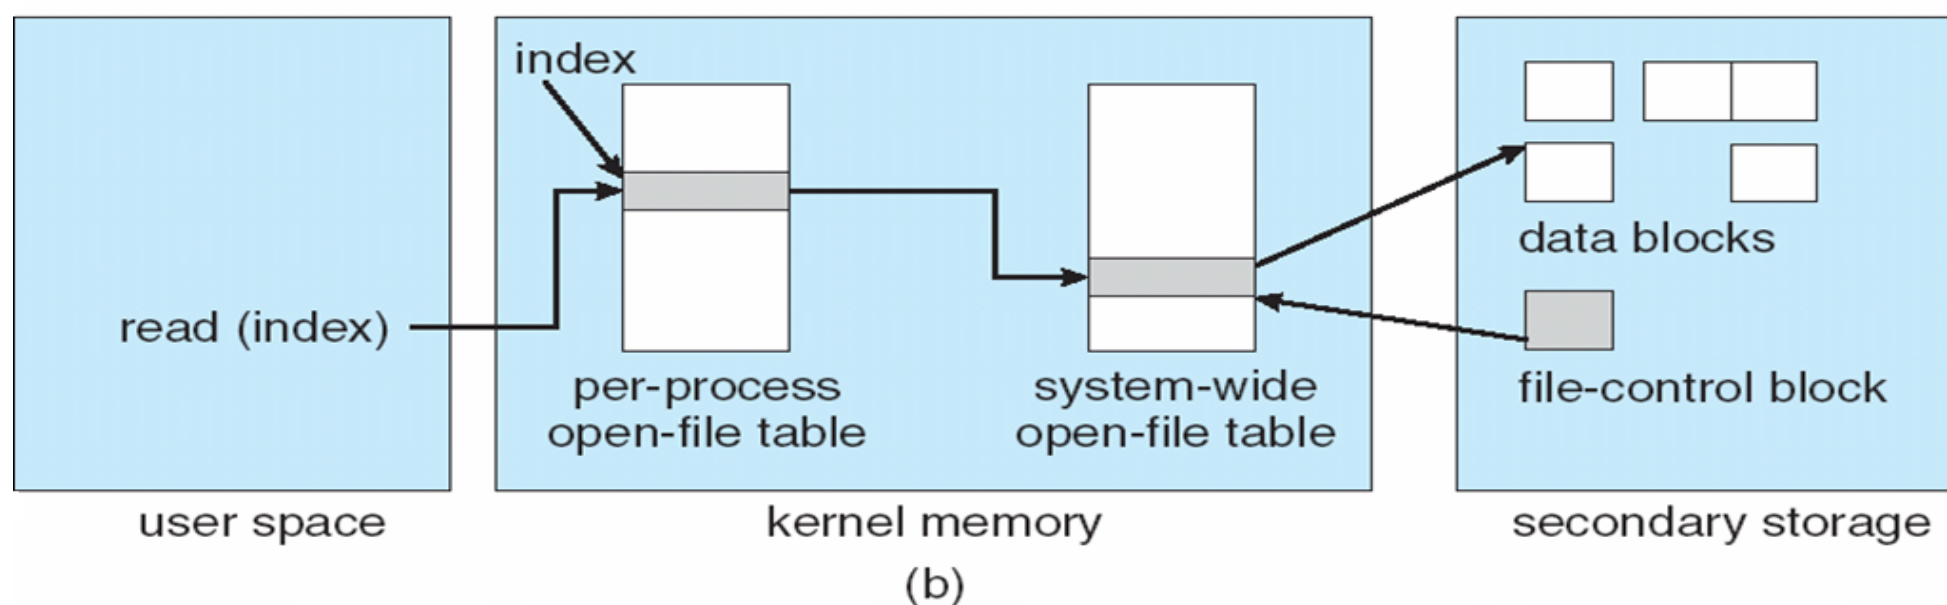 index
read (index)
per-process
open-file table
system-wide
open-file table
data blocks
file-control block
user space
kernel memory
secondary storage
(b)